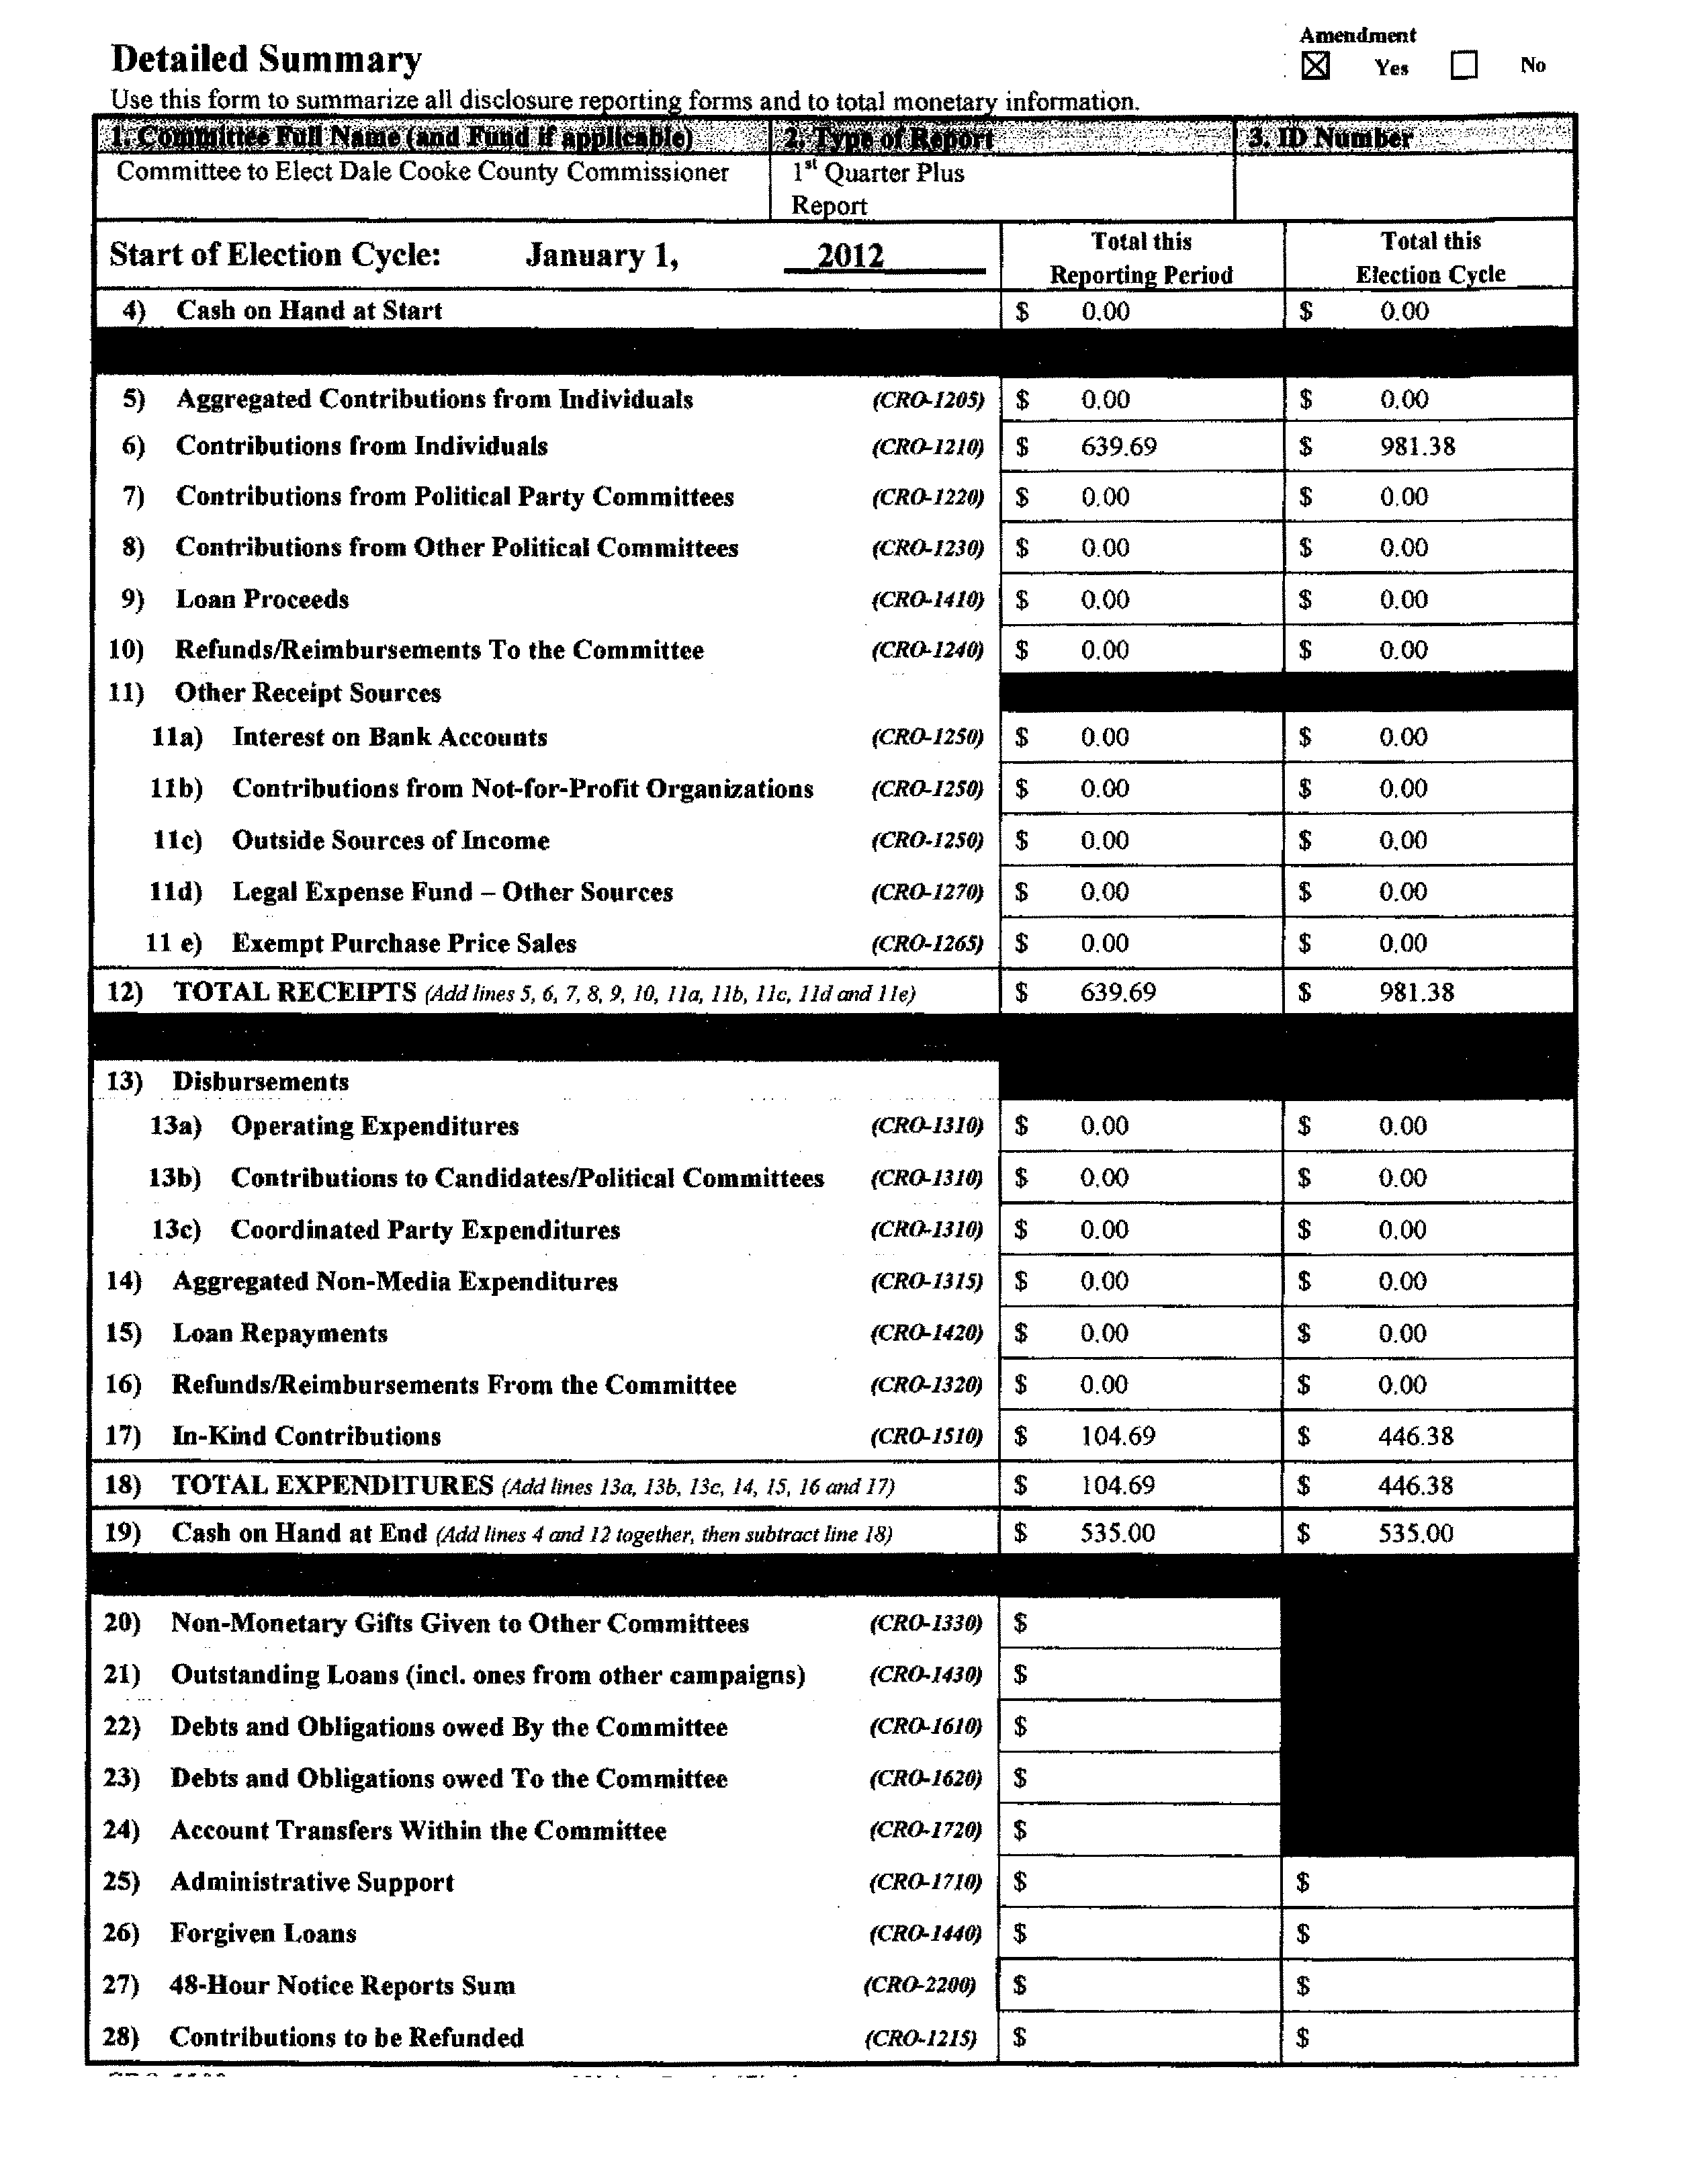 Amendment
Detailed Summary
☒ Yes ☐ No
Use this form to summarize all disclosure reporting forms and to total monetary information.
1. Committee Full Name (and Fund if applicable) 2. Type of Report 3. ID Number
Committee to Elect Dale Cooke County Commissioner 1st Quarter Plus
Report
Start of Election Cycle: January 1, 2012 Total this Total this
Reporting Period Election Cycle
4) Cash on Hand at Start $ 0.00 $ 0.00
5) Aggregated Contributions from Individuals (CRO-1205) $ 0.00 $ 0.00
6) Contributions from Individuals (CRO-1210) $ 639.69 $ 981.38
7) Contributions from Political Party Committees (CRO-1220) $ 0.00 $ 0.00
8) Contributions from Other Political Committees (CRO-1230) $ 0.00 $ 0.00
9) Loan Proceeds (CRO-1410) $ 0.00 $ 0.00
10) Refunds/Reimbursements To the Committee (CRO-1240) $ 0.00 $ 0.00
11) Other Receipt Sources
11a) Interest on Bank Accounts (CRO-1250) $ 0.00 $ 0.00
11b) Contributions from Not-for-Profit Organizations (CRO-1250) $ 0.00 $ 0.00
11c) Outside Sources of Income (CRO-1250) $ 0.00 $ 0.00
11d) Legal Expense Fund – Other Sources (CRO-1270) $ 0.00 $ 0.00
11 e) Exempt Purchase Price Sales (CRO-1265) $ 0.00 $ 0.00
12) TOTAL RECEIPTS (Add lines 5, 6, 7, 8, 9, 10, 11a, 11b, 11c, 11d and 11e) $ 639.69 $ 981.38
13) Disbursements
13a) Operating Expenditures (CRO-1310) $ 0.00 $ 0.00
13b) Contributions to Candidates/Political Committees (CRO-1310) $ 0.00 $ 0.00
13c) Coordinated Party Expenditures (CRO-1310) $ 0.00 $ 0.00
14) Aggregated Non-Media Expenditures (CRO-1315) $ 0.00 $ 0.00
15) Loan Repayments (CRO-1420) $ 0.00 $ 0.00
16) Refunds/Reimbursements From the Committee (CRO-1320) $ 0.00 $ 0.00
17) In-Kind Contributions (CRO-1510) $ 104.69 $ 446.38
18) TOTAL EXPENDITURES (Add lines 13a, 13b, 13c, 14, 15, 16 and 17) $ 104.69 $ 446.38
19) Cash on Hand at End (Add lines 4 and 12 together, then subtract line 18) $ 535.00 $ 535.00
20) Non-Monetary Gifts Given to Other Committees (CRO-1330) $
21) Outstanding Loans (incl. ones from other campaigns) (CRO-1430) $
22) Debts and Obligations owed By the Committee (CRO-1610) $
23) Debts and Obligations owed To the Committee (CRO-1620) $
24) Account Transfers Within the Committee (CRO-1720) $
25) Administrative Support (CRO-1710) $ $
26) Forgiven Loans (CRO-1440) $ $
27) 48-Hour Notice Reports Sum (CRO-2200) $ $
28) Contributions to be Refunded (CRO-1215) $ $